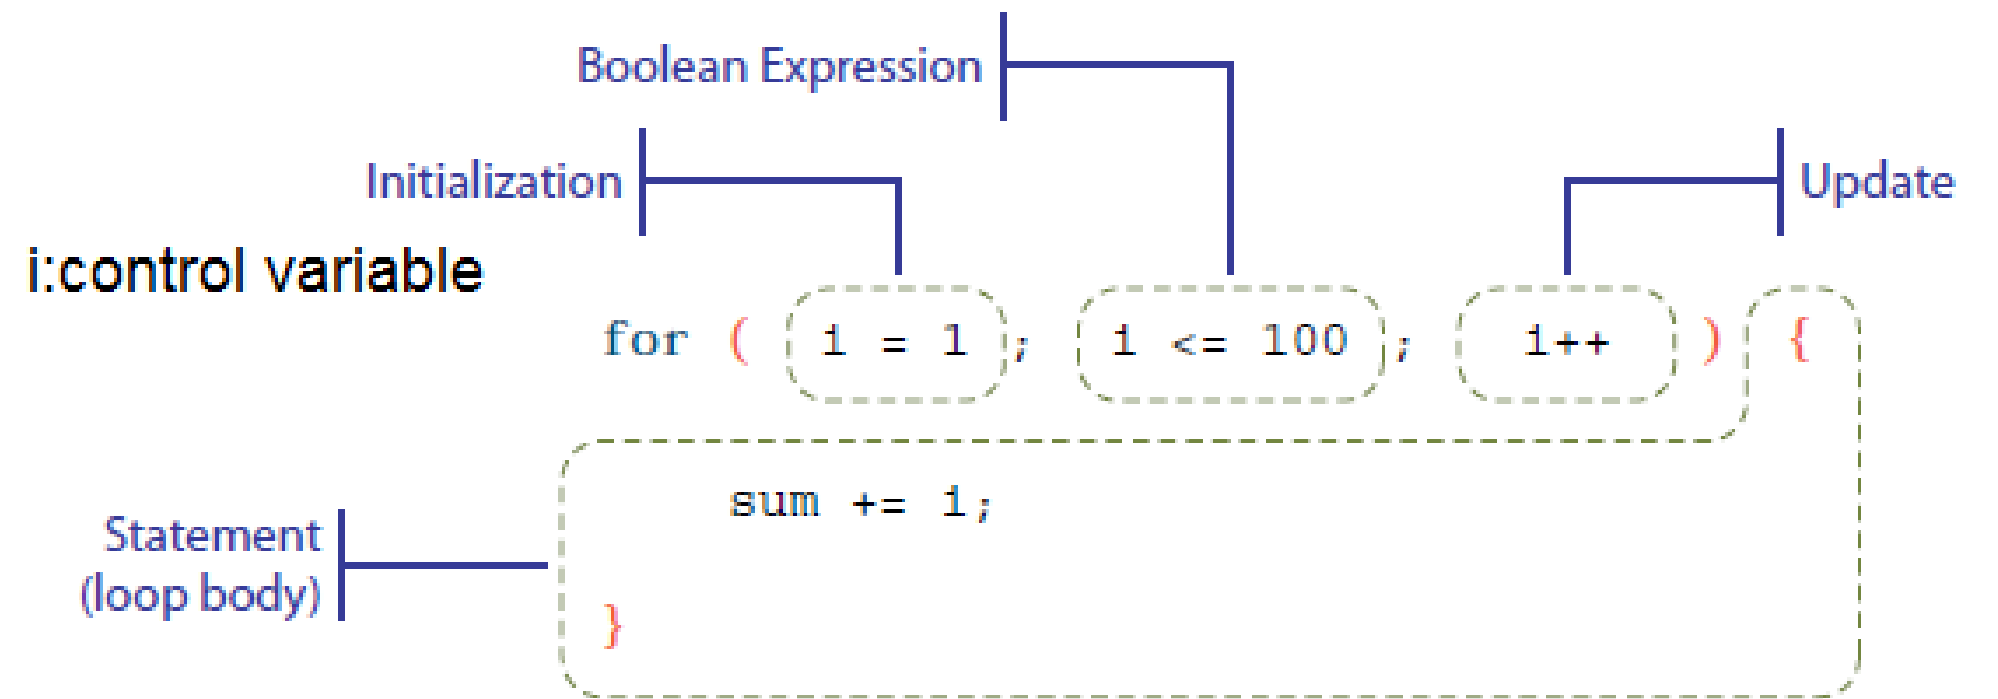 Boolean Expression
Initialization
Update
i:control variable
for ( i = 1; i <= 100; i++ ) {
sum += i;
Statement
(loop body)
}